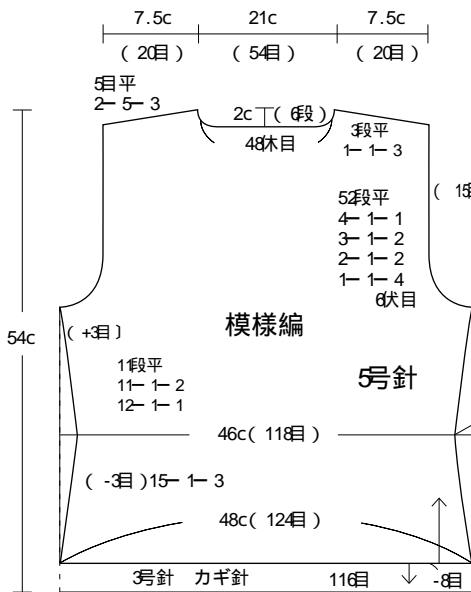 7.5c 21c 7.5c
(20目) (54目) (20目)
5目平
2－5－3
2c (6段)
48休目
3段平
1－1－3
(15段
52段平
4－1－1
3－1－2
2－1－2
1－1－4
6伏目
模様編
5号針
54c
(+3目)
11段平
11－1－2
12－1－1
46c(118目)
(-3目)15－1－3
48c(124目)
3号針 カギ針 116目 -8目